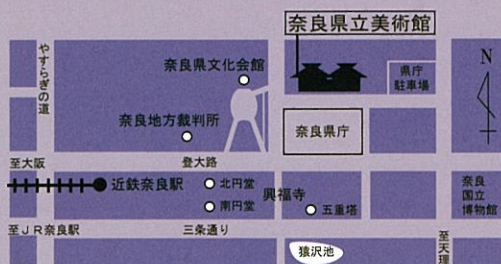 奈良県立美術館
やすらぎの道
奈良県文化会館
県庁
駐車場
至天理
N
奈良地方裁判所
奈良県庁
至大阪
登大路
近鉄奈良駅
北円堂
興福寺
南円堂
五重塔
奈良
国立
博物館
至JR奈良駅
三条通り
猿沢池
至天理